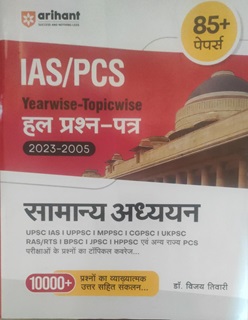 arihant
85+
पेपर्स
IAS/PCS
Yearwise-Topicwise
हल प्रश्न-पत्र
2023-2005
सामान्य अध्ययन
UPSC IAS I UPPSC I MPPSC I CGPSC I UKPSC
RAS/RTS I BPSC I JPSC I HPPSC एवं अन्य राज्य PCS
परीक्षाओं के प्रश्नों का टॉपिकल कवरेज...
10000+ प्रश्नों का व्याख्यात्मक
उत्तर सहित संकलन...
डॉ. विजय तिवारी